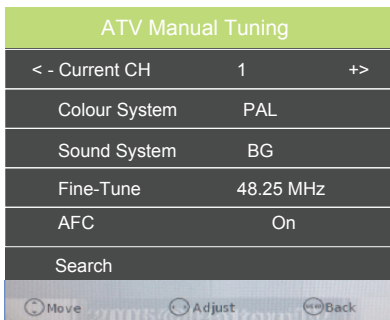 ATV Manual Tuning
< - Current CH 1 +>
Colour System PAL
Sound System BG
Fine-Tune 48.25 MHz
AFC On
Search
Move Adjust MENU Back